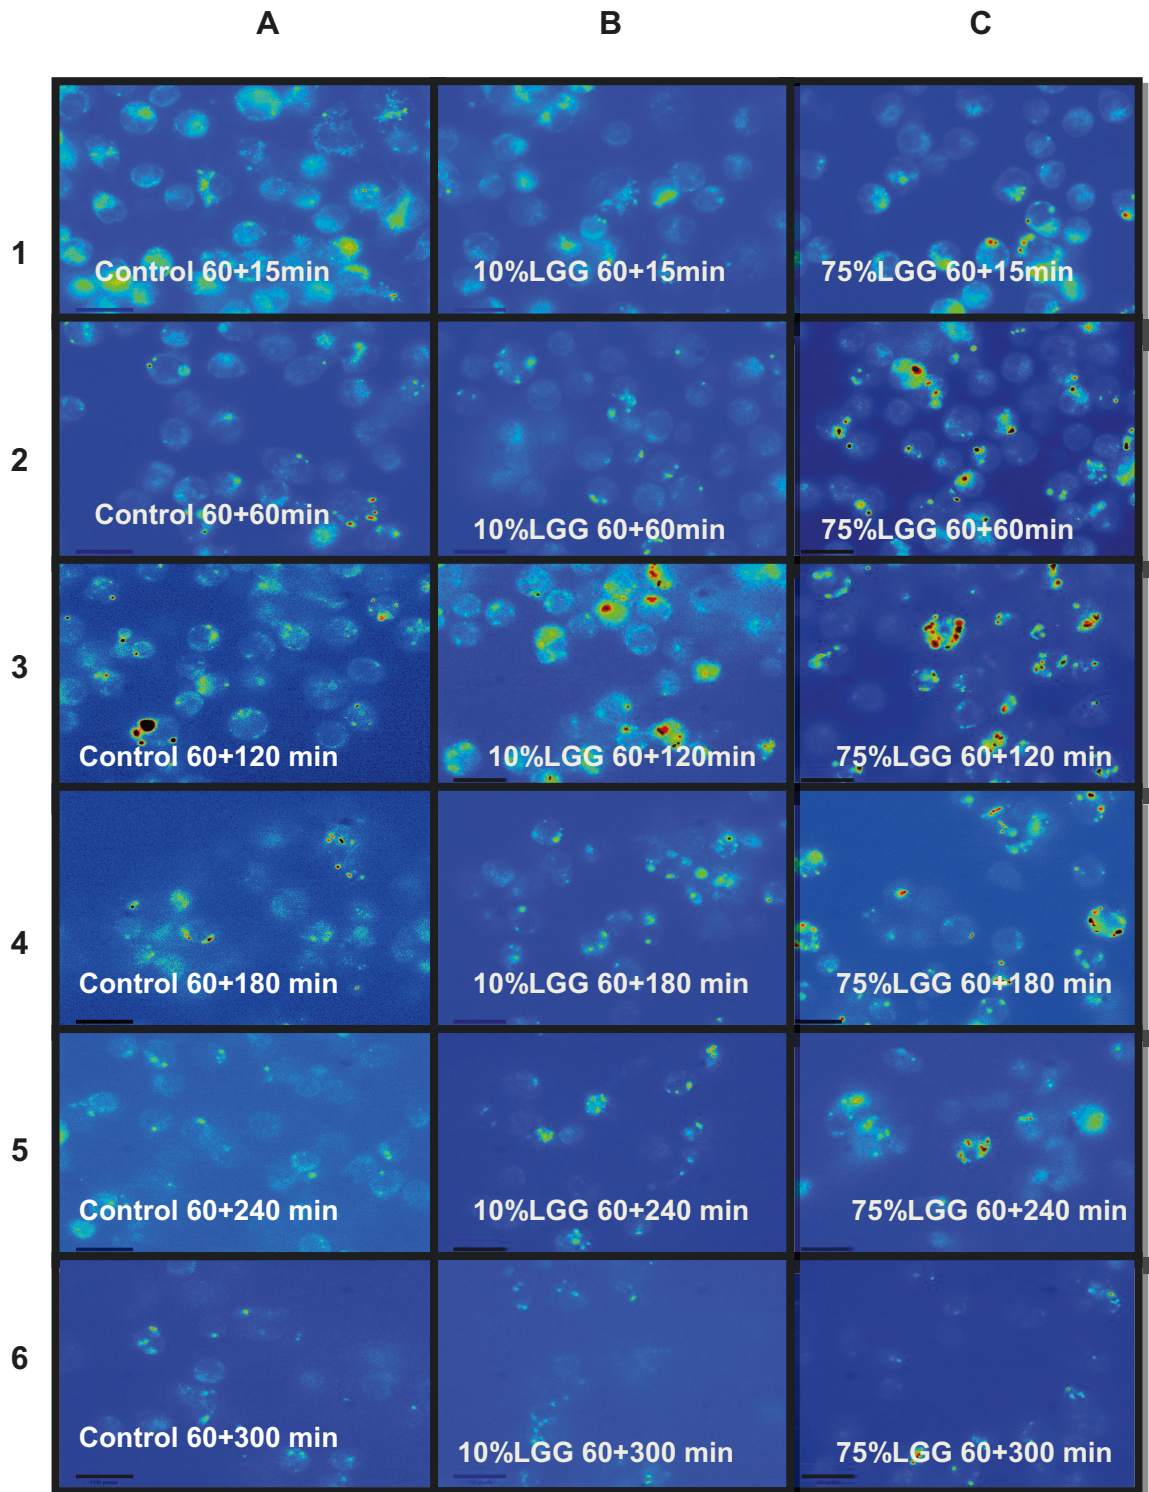 A B C
1
Control 60+15min 10%LGG 60+15min 75%LGG 60+15min
2
Control 60+60min 10%LGG 60+60min 75%LGG 60+60min
3
Control 60+120 min 10%LGG 60+120min 75%LGG 60+120 min
4
Control 60+180 min 10%LGG 60+180 min 75%LGG 60+180 min
5
Control 60+240 min 10%LGG 60+240 min 75%LGG 60+240 min
6
Control 60+300 min 10%LGG 60+300 min 75%LGG 60+300 min